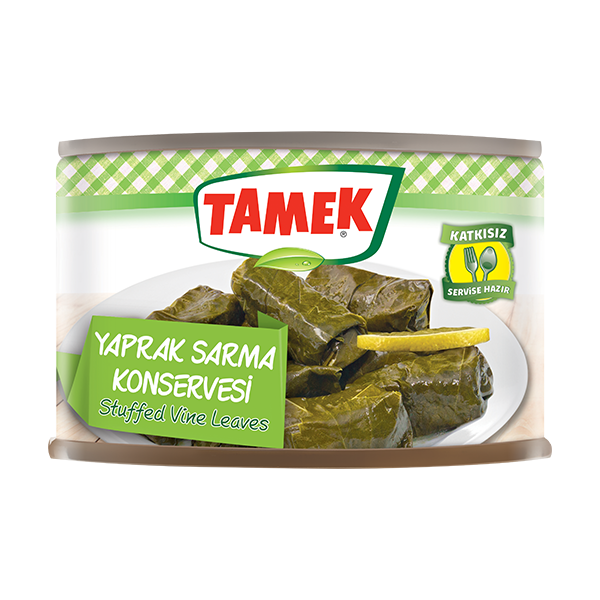 TAMEK
®
KATKISIZ
SERVİSE HAZIR
YAPRAK SARMA
KONSERVESİ
Stuffed Vine Leaves